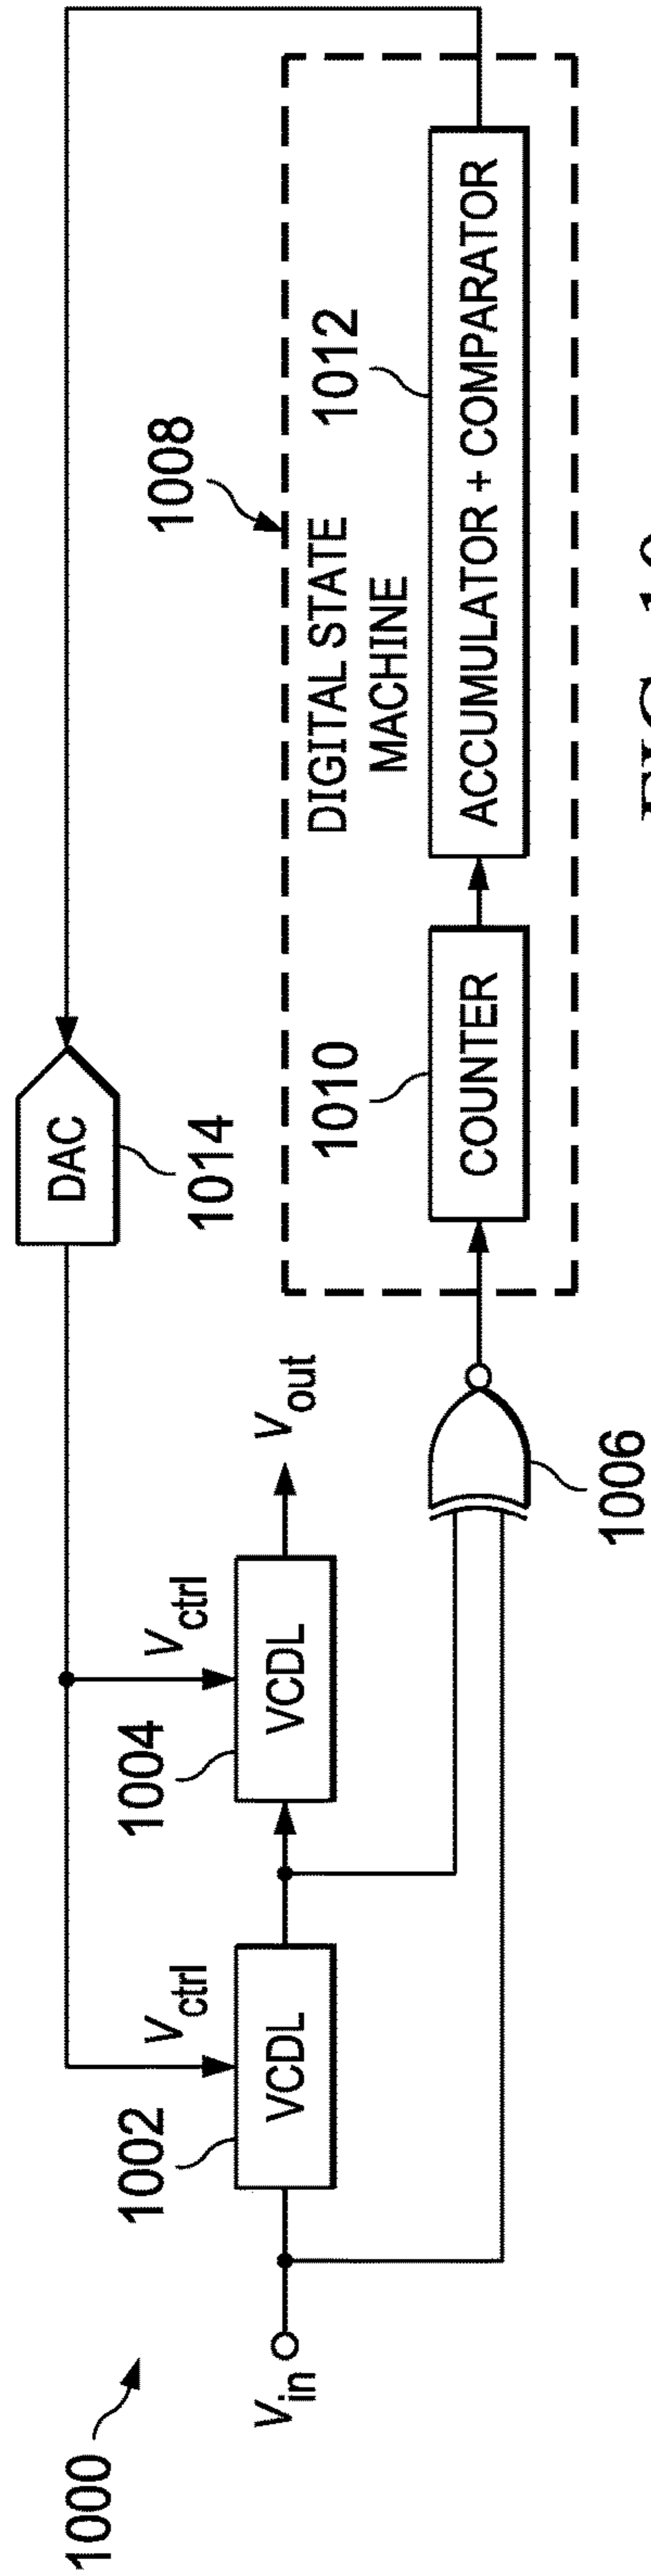 1000
V_in
1002
VCDL
V_ctrl
1004
VCDL
V_ctrl
V_out
DAC
1014
1006
1008
DIGITAL STATE
MACHINE
1010
COUNTER
1012
ACCUMULATOR + COMPARATOR